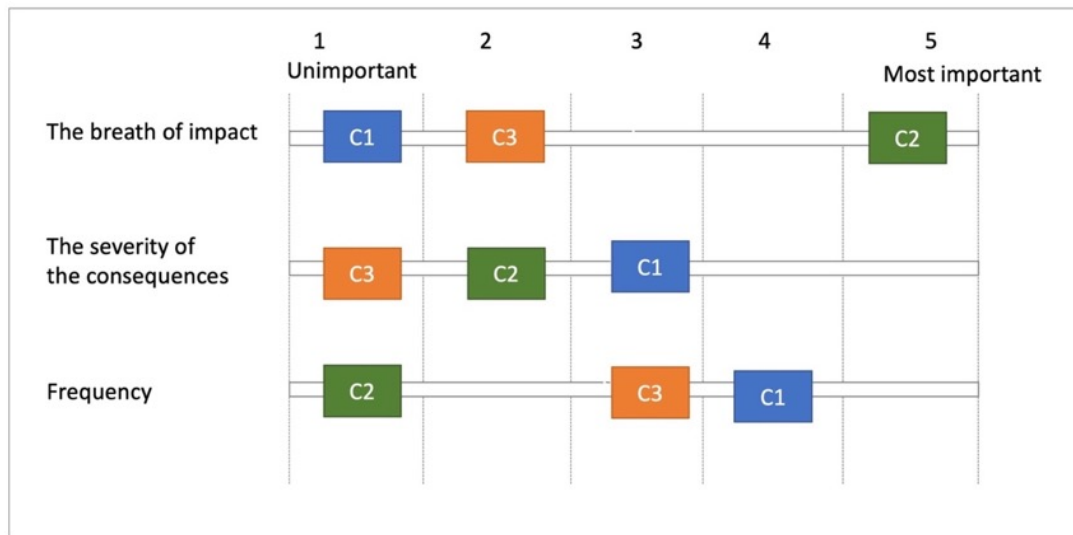 1 2 3 4 5
Unimportant Most important
The breath of impact C1 C3 C2
The severity of
the consequences C3 C2 C1
Frequency C2 C3 C1